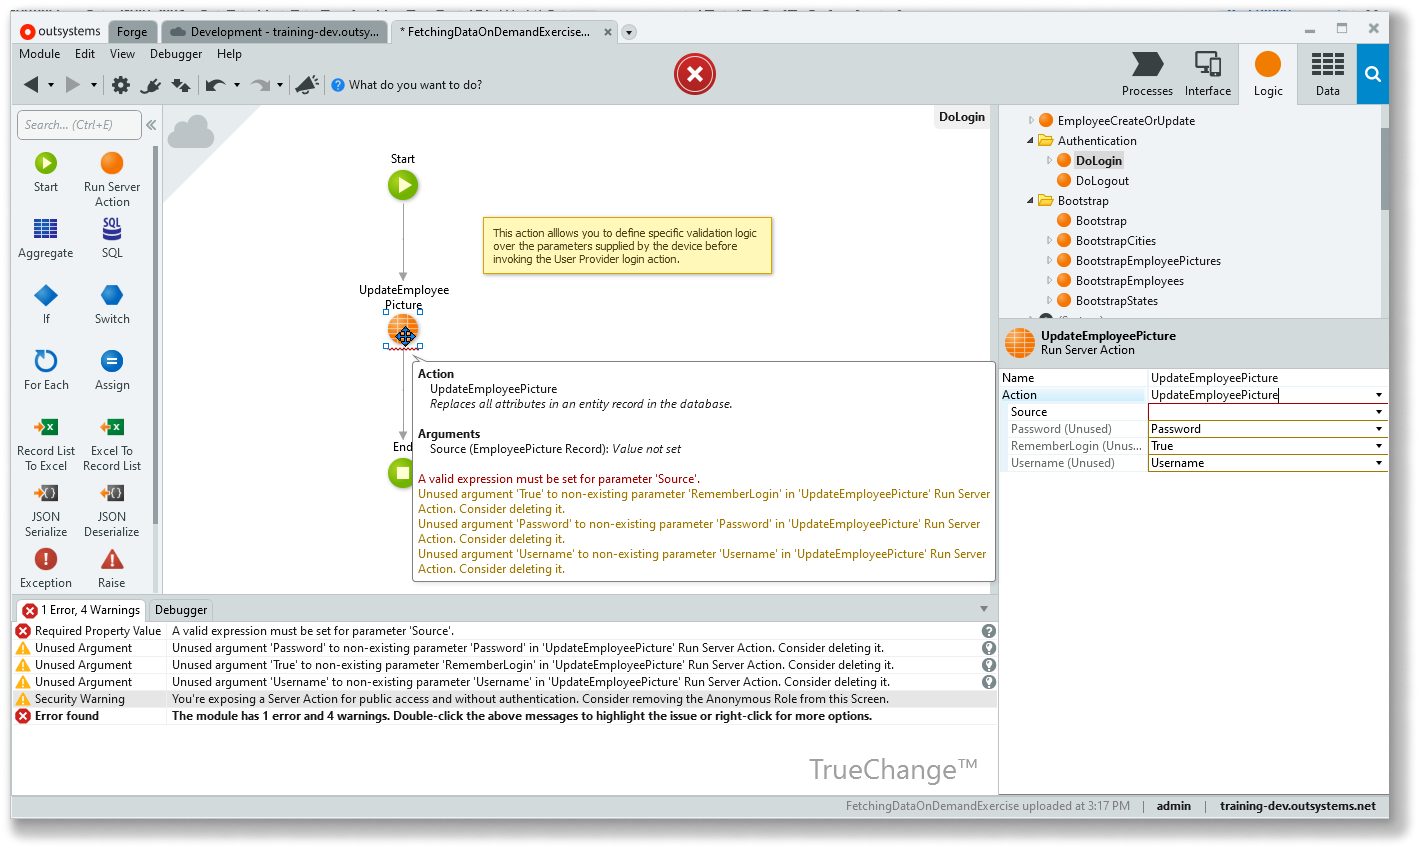 outsystems
Forge
Development - training-dev.outsy...
* FetchingDataOnDemandExercise...
Module Edit View Debugger Help
What do you want to do?
Processes
Interface
Logic
Data
Search... (Ctrl+E)
Start
Run Server
Action
Aggregate
SQL
SQL
If
Switch
For Each
Assign
Record List
To Excel
Excel To
Record List
JSON
Serialize
JSON
Deserialize
Exception
Raise
DoLogin
Start
This action alllows you to define specific validation logic
over the parameters supplied by the device before
invoking the User Provider login action.
UpdateEmployee
Picture
End
Action
UpdateEmployeePicture
Replaces all attributes in an entity record in the database.
Arguments
Source (EmployeePicture Record): Value not set
A valid expression must be set for parameter 'Source'.
Unused argument 'True' to non-existing parameter 'RememberLogin' in 'UpdateEmployeePicture' Run Server
Action. Consider deleting it.
Unused argument 'Password' to non-existing parameter 'Password' in 'UpdateEmployeePicture' Run Server
Action. Consider deleting it.
Unused argument 'Username' to non-existing parameter 'Username' in 'UpdateEmployeePicture' Run Server
Action. Consider deleting it.
EmployeeCreateOrUpdate
Authentication
DoLogin
DoLogout
Bootstrap
Bootstrap
BootstrapCities
BootstrapEmployeePictures
BootstrapEmployees
BootstrapStates
UpdateEmployeePicture
Run Server Action
Name UpdateEmployeePicture
Action UpdateEmployeePicture
Source
Password (Unused) Password
RememberLogin (Unus... True
Username (Unused) Username
1 Error, 4 Warnings
Debugger
Required Property Value A valid expression must be set for parameter 'Source'.
Unused Argument Unused argument 'Password' to non-existing parameter 'Password' in 'UpdateEmployeePicture' Run Server Action. Consider deleting it.
Unused Argument Unused argument 'True' to non-existing parameter 'RememberLogin' in 'UpdateEmployeePicture' Run Server Action. Consider deleting it.
Unused Argument Unused argument 'Username' to non-existing parameter 'Username' in 'UpdateEmployeePicture' Run Server Action. Consider deleting it.
Security Warning You're exposing a Server Action for public access and without authentication. Consider removing the Anonymous Role from this Screen.
Error found The module has 1 error and 4 warnings. Double-click the above messages to highlight the issue or right-click for more options.
TrueChange™
FetchingDataOnDemandExercise uploaded at 3:17 PM | admin | training-dev.outsystems.net